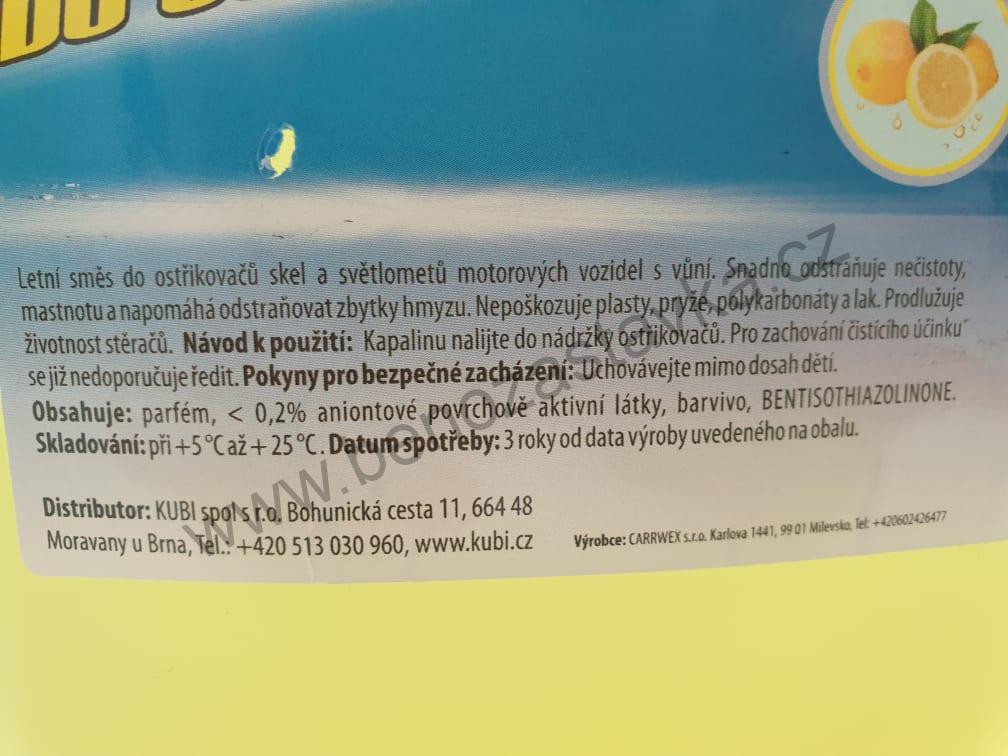 Letní směs do ostřikovačů skel a světlometů motorových vozidel s vůní. Snadno odstraňuje nečistoty,
mastnotu a napomáhá odstraňovat zbytky hmyzu. Nepoškozuje plasty, pryže, polykarbonáty a lak. Prodlužuje
životnost stěračů. Návod k použití: Kapalinu nalijte do nádržky ostřikovačů. Pro zachování čistícího účinku
se již nedoporučuje ředit. Pokyny pro bezpečné zacházení: Uchovávejte mimo dosah dětí.
Obsahuje: parfém, < 0,2% aniontové povrchově aktivní látky, barvivo, BENTISOTHIAZOLINONE.
Skladování: při +5 °C až + 25 °C. Datum spotřeby: 3 roky od data výroby uvedeného na obalu.
Distributor: KUBI spol s r.o. Bohunická cesta 11, 664 48
Moravany u Brna, Tel.: +420 513 030 960, www.kubi.cz
Výrobce: CARRWEX s.r.o. Karlova 1441, 99 01 Milevsko, Tel: +420602426477
www.bonozastavka.cz